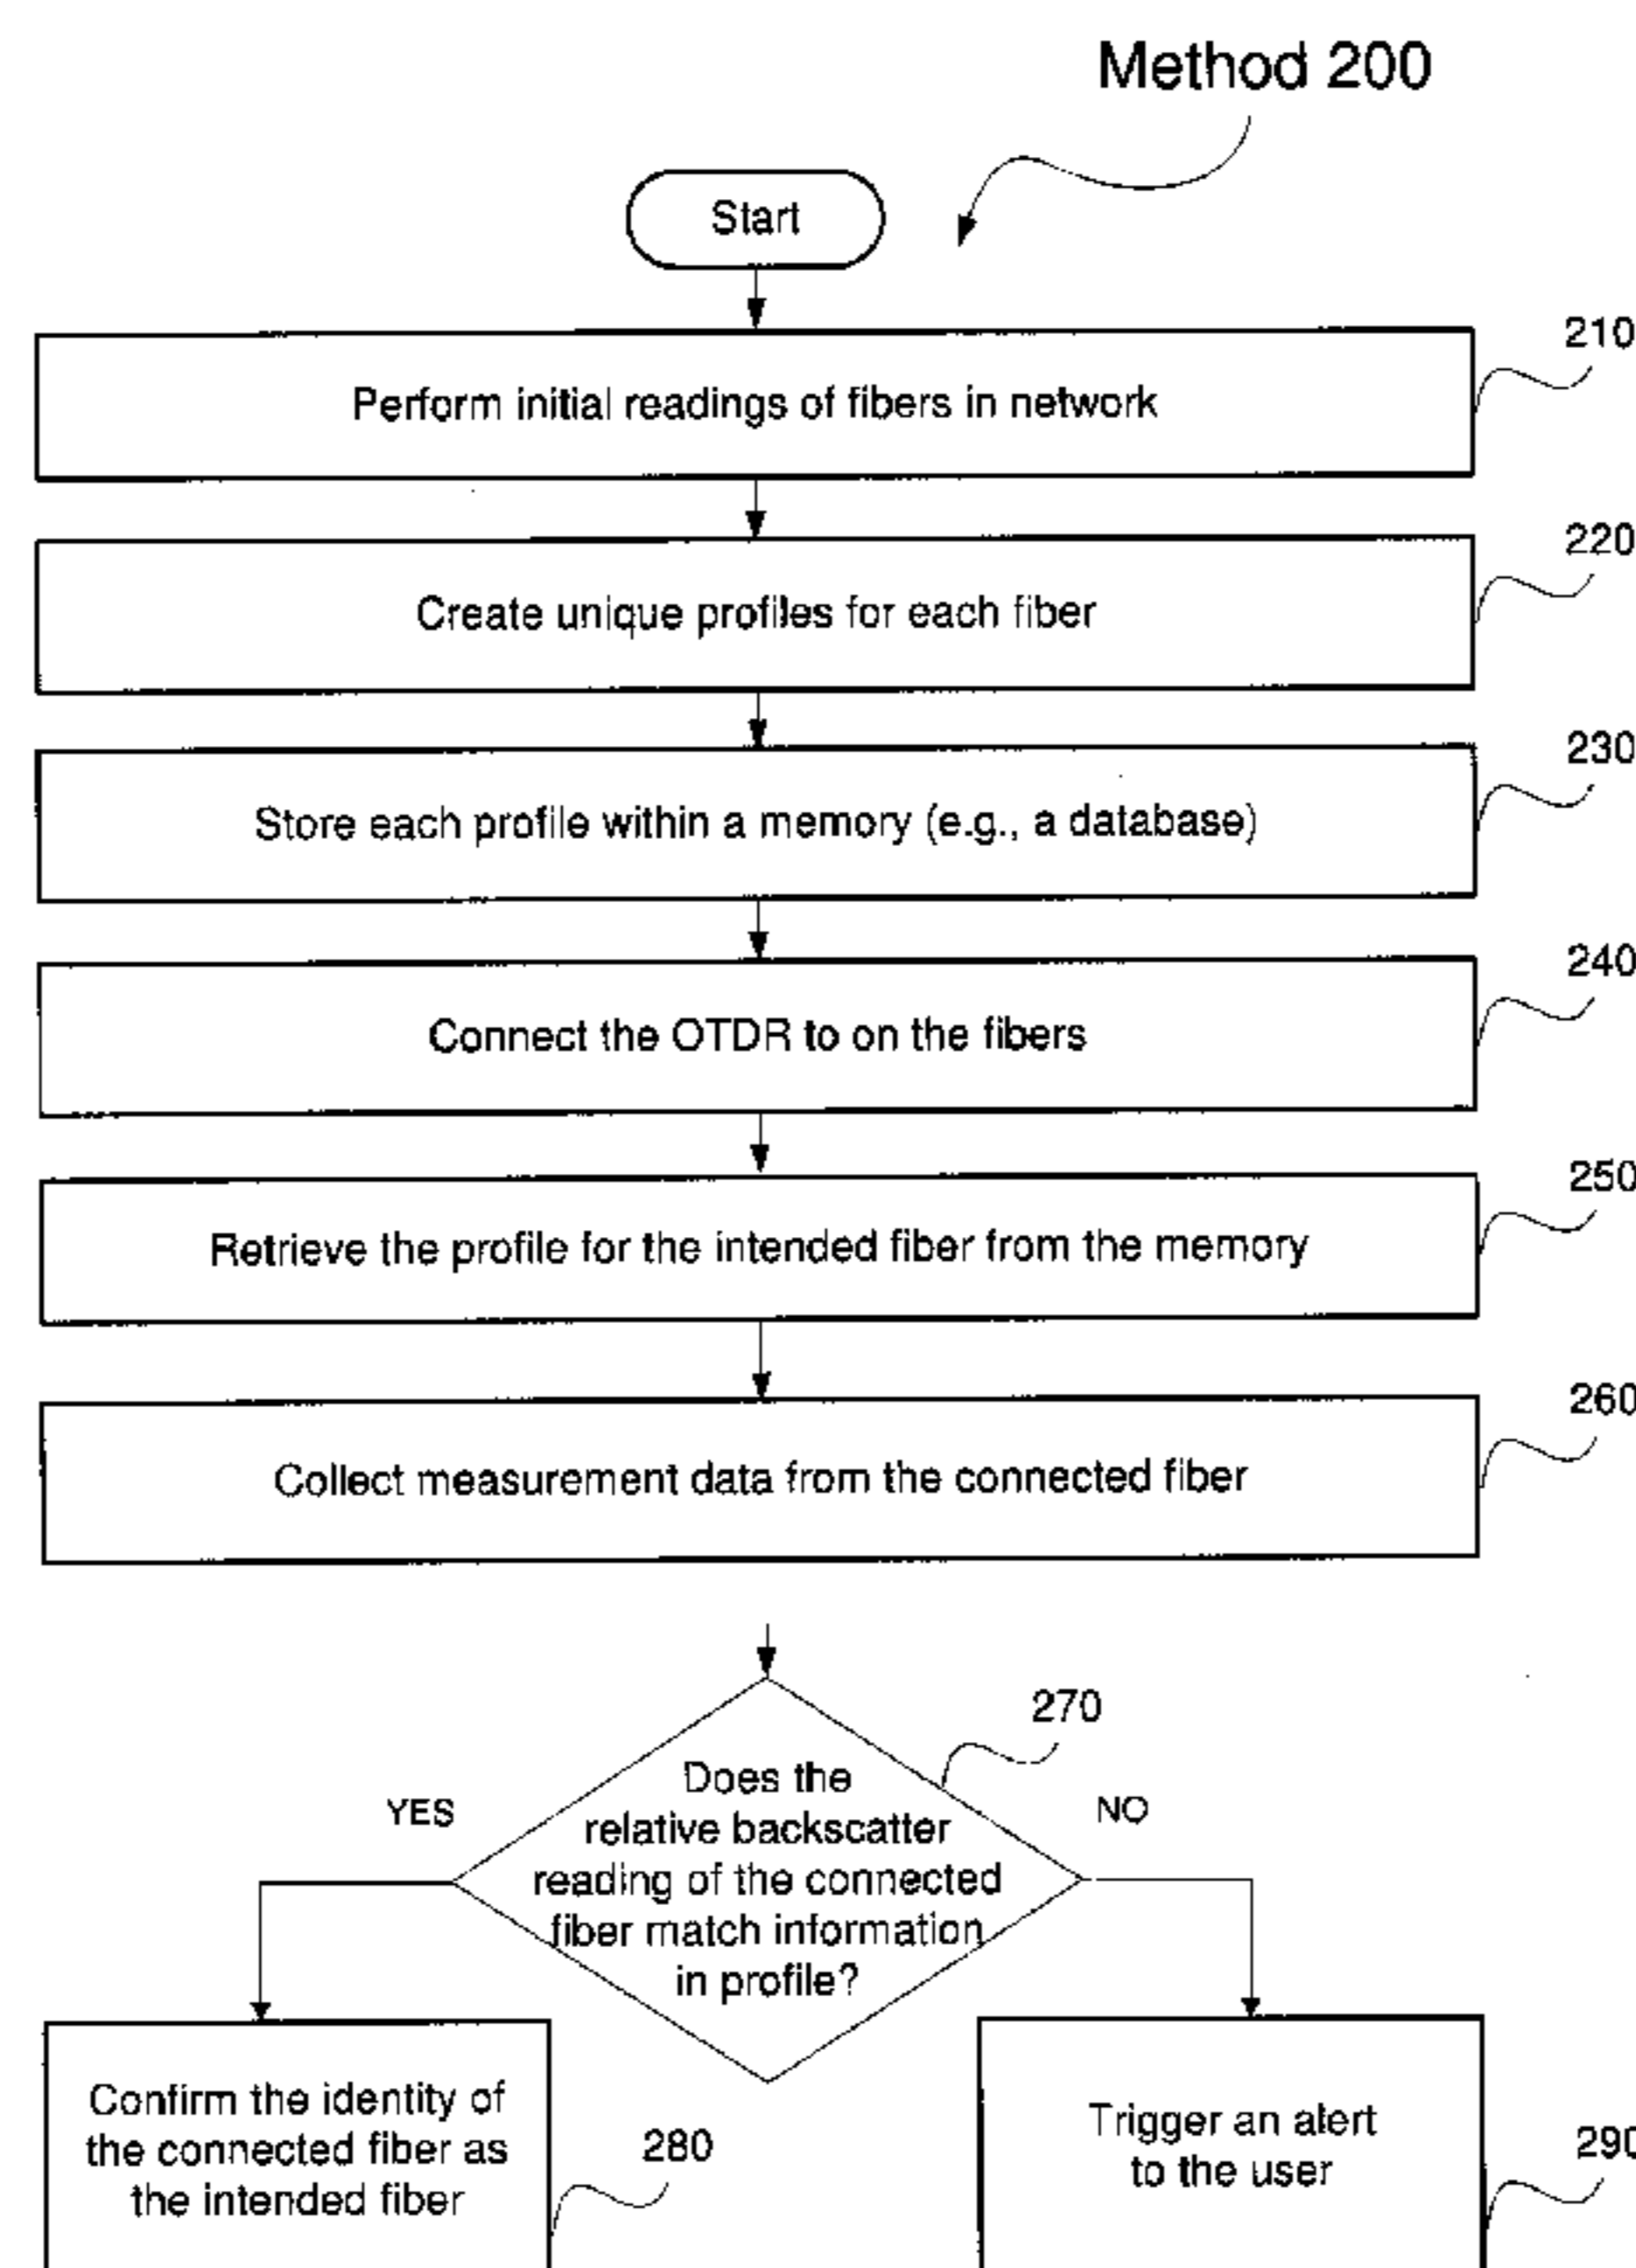 Method 200
Start
210
Perform initial readings of fibers in network
220
Create unique profiles for each fiber
230
Store each profile within a memory (e.g., a database)
240
Connect the OTDR to on the fibers
250
Retrieve the profile for the intended fiber from the memory
260
Collect measurement data from the connected fiber
270
YES
NO
Does the
relative backscatter
reading of the connected
fiber match information
in profile?
Confirm the identity of
the connected fiber as
the intended fiber
280
Trigger an alert
to the user
290